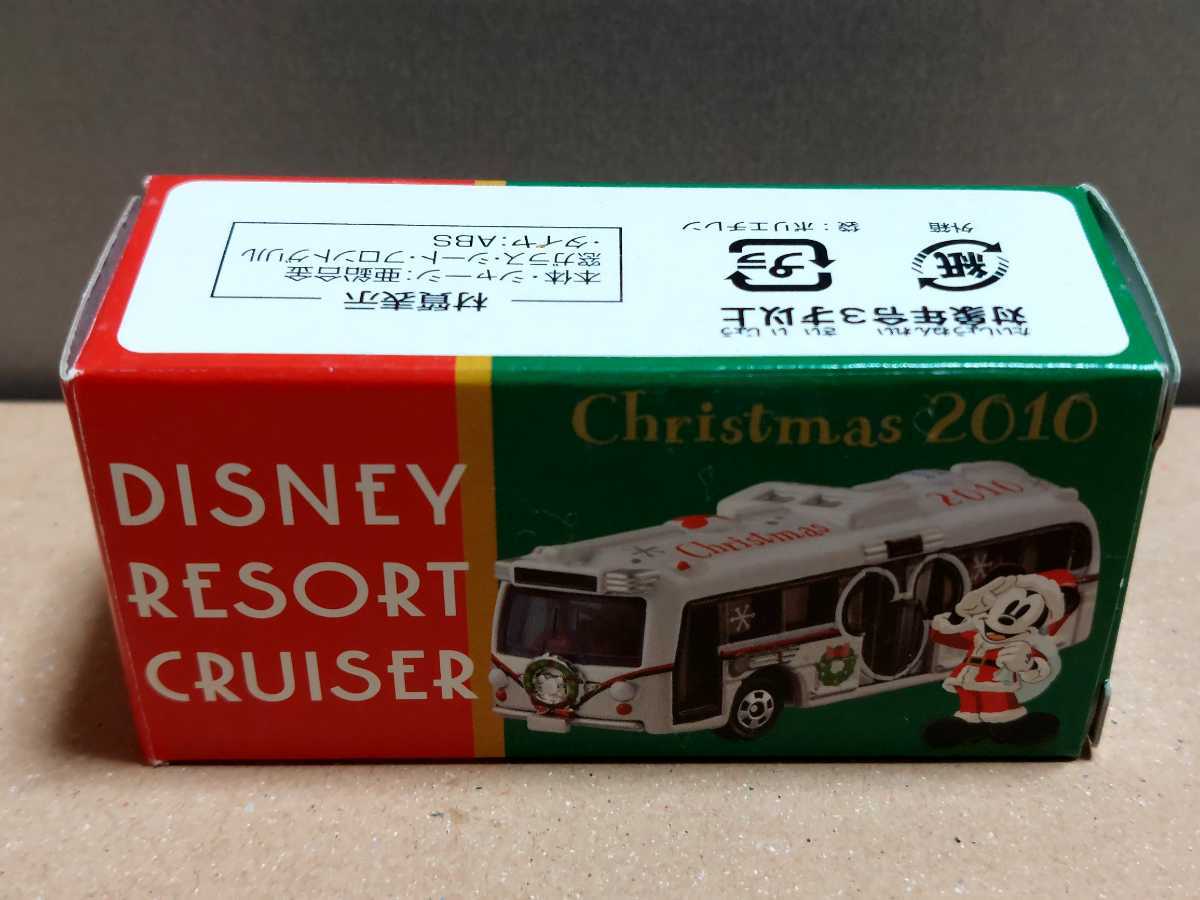 対象年令3才以上
たいしょうねんれい さい い じょう
紙
外箱
プラ
袋:ポリエチレン
材質表示
本体・シャーシ:亜鉛合金
窓ガラス・シート・フロントグリル
・タイヤ:ABS
Christmas 2010
DISNEY
RESORT
CRUISER
Christmas
2010